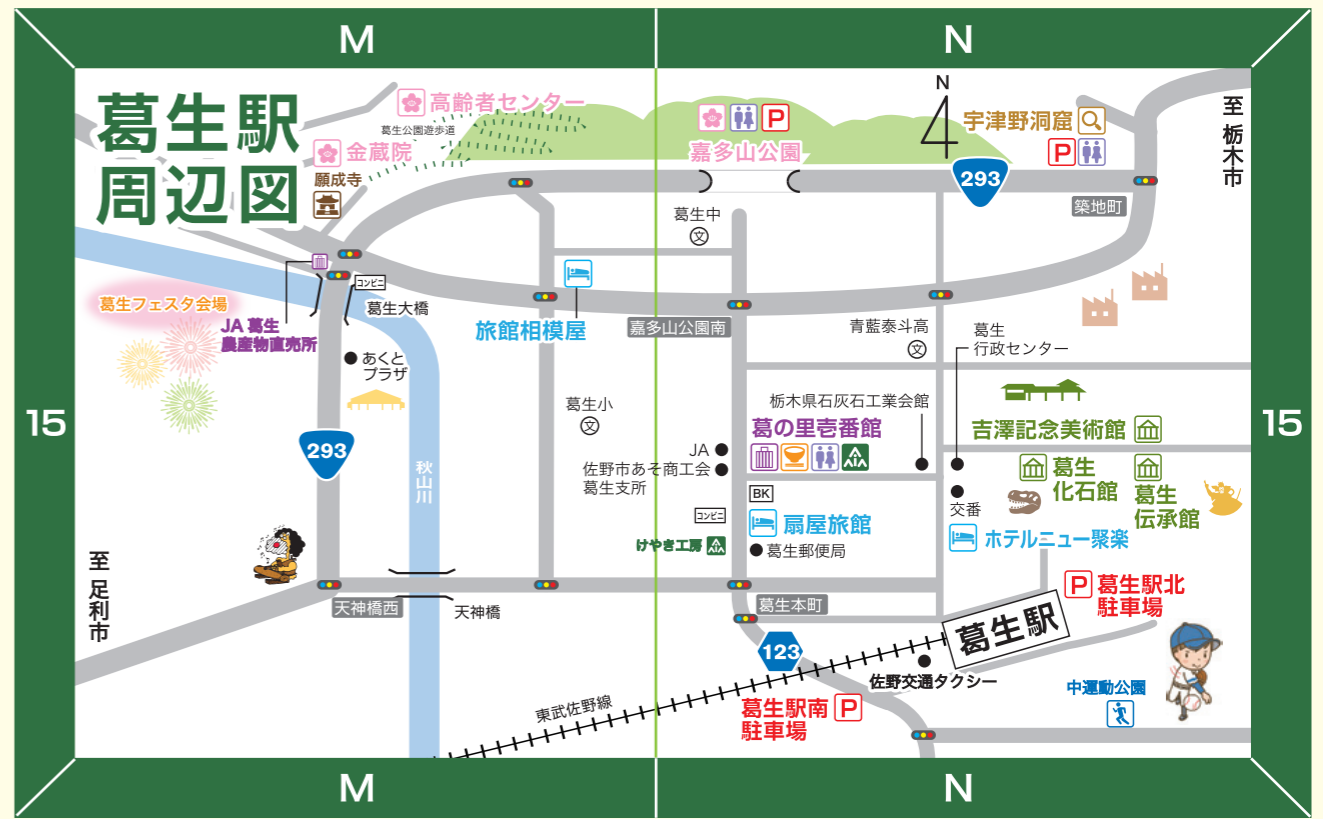 M
N
葛生駅
周辺図
高齢者センター
葛生公園遊歩道
金蔵院
願成寺
P
嘉多山公園
N
宇津野洞窟
P
至 栃木市
293
築地町
葛生中
文
コンビニ
葛生大橋
葛生フェスタ会場
JA 葛生
農産物直売所
旅館相模屋
嘉多山公園南
青藍泰斗高
文
葛生
行政センター
あくと
プラザ
15
15
293
秋山川
葛生小
文
栃木県石灰石工業会館
葛の里壱番館
吉澤記念美術館
JA
佐野市あそ商工会
葛生支所
葛生
化石館
葛生
伝承館
BK
コンビニ
扇屋旅館
交番
ホテルニュー聚楽
けやき工房
葛生郵便局
至 足利市
天神橋西
天神橋
葛生本町
P
葛生駅北
駐車場
葛生駅
123
佐野交通タクシー
東武佐野線
葛生駅南
駐車場
P
中運動公園
M
N